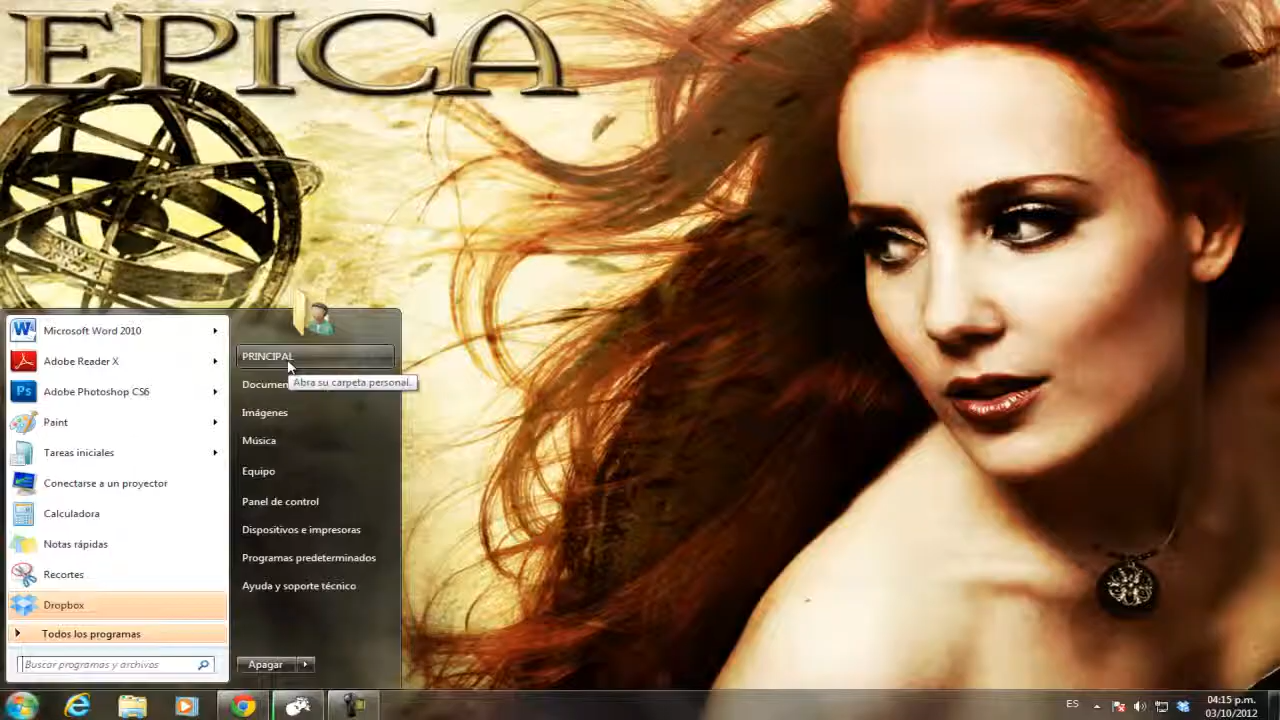 EPICA
Microsoft Word 2010
Adobe Reader X
Adobe Photoshop CS6
Paint
Tareas iniciales
Conectarse a un proyector
Calculadora
Notas rápidas
Recortes
Dropbox
Todos los programas
Buscar programas y archivos
PRINCIPAL
Abra su carpeta personal.
Documen
Imágenes
Música
Equipo
Panel de control
Dispositivos e impresoras
Programas predeterminados
Ayuda y soporte técnico
Apagar
ES
04:15 p.m.
03/10/2012